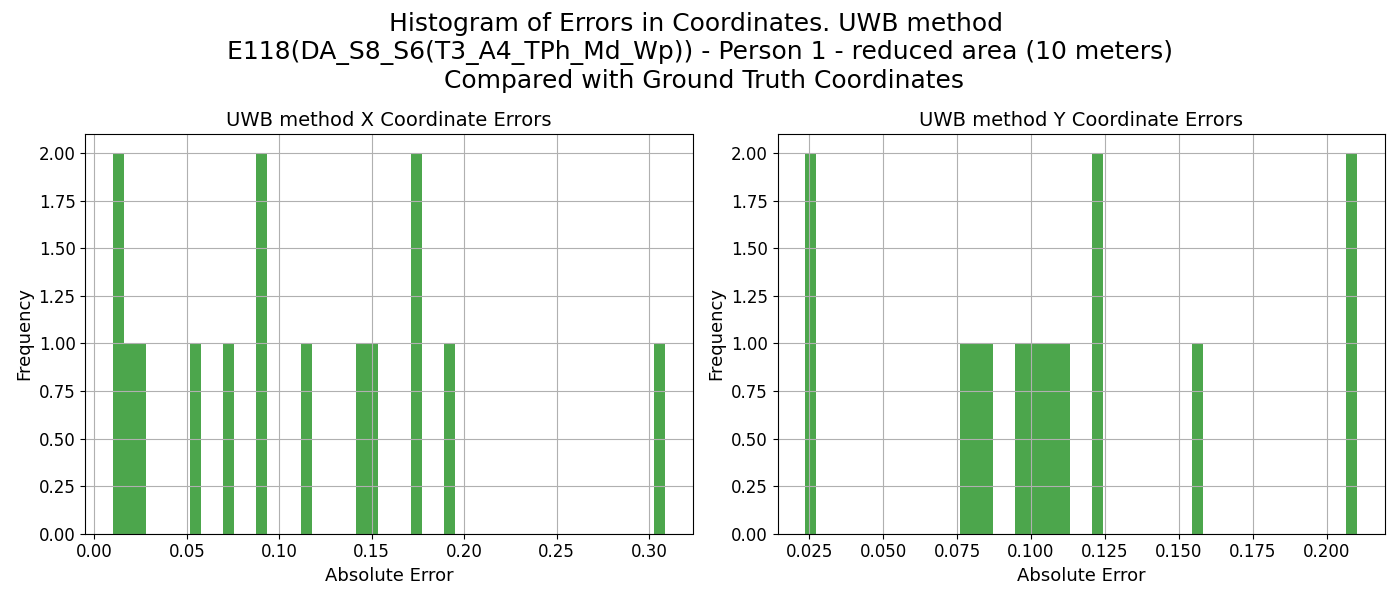 Histogram of Errors in Coordinates. UWB method
E118(DA_S8_S6(T3_A4_TPh_Md_Wp)) - Person 1 - reduced area (10 meters)
Compared with Ground Truth Coordinates
UWB method X Coordinate Errors
2.00
1.75
1.50
1.25
1.00
0.75
0.50
0.25
0.00
Frequency
0.00 0.05 0.10 0.15 0.20 0.25 0.30
Absolute Error
UWB method Y Coordinate Errors
2.00
1.75
1.50
1.25
1.00
0.75
0.50
0.25
0.00
Frequency
0.025 0.050 0.075 0.100 0.125 0.150 0.175 0.200
Absolute Error